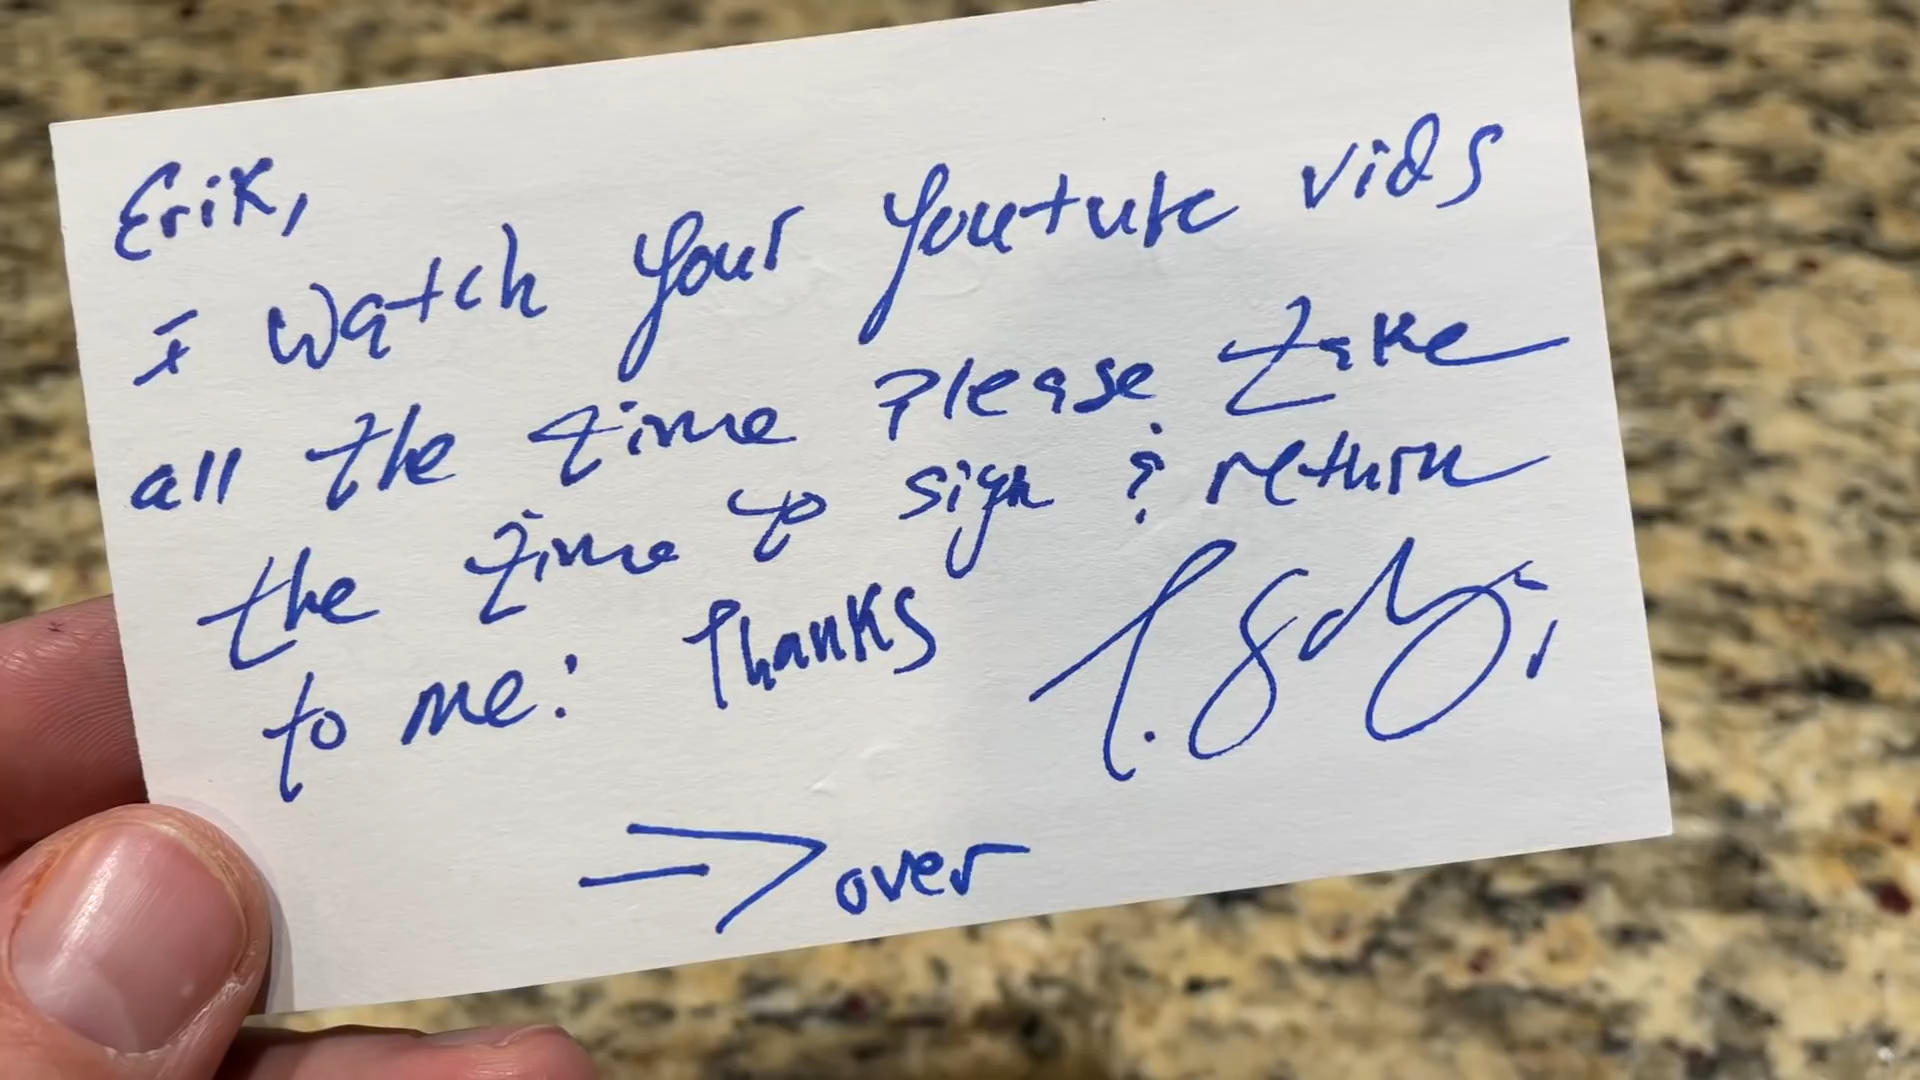 Erik,
I watch your youtube vids
all the time Please take
the time to sign & return
to me: Thanks
=> over